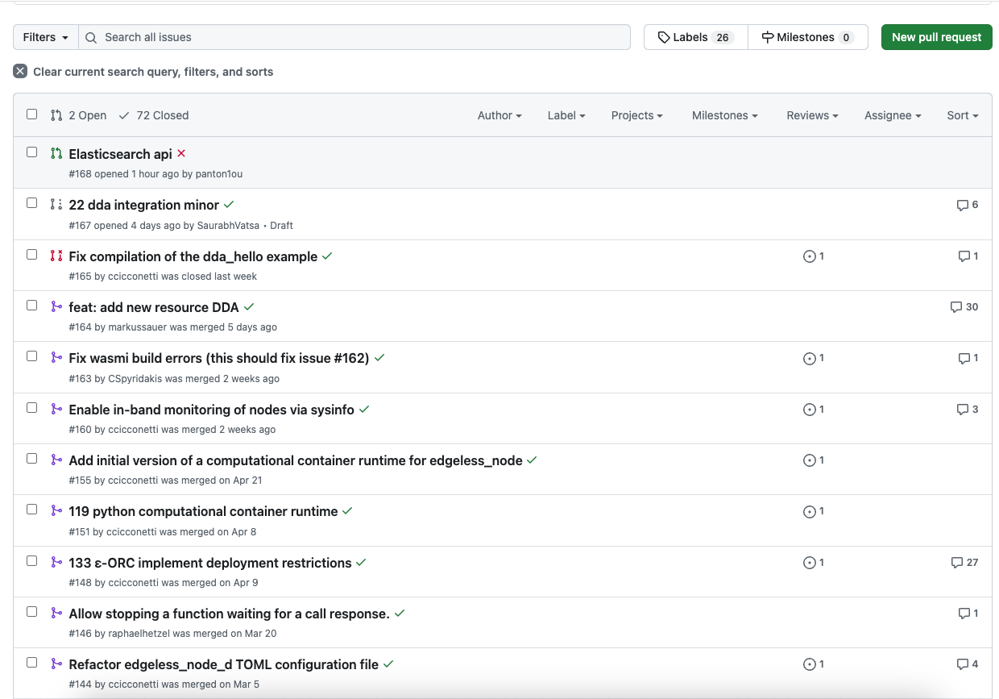 Filters Search all issues Labels 26 Milestones 0 New pull request
Clear current search query, filters, and sorts
2 Open 72 Closed Author Label Projects Milestones Reviews Assignee Sort
Elasticsearch api
#168 opened 1 hour ago by panton1ou
22 dda integration minor 6
#167 opened 4 days ago by SaurabhVatsa • Draft
Fix compilation of the dda_hello example 1 1
#165 by ccicconetti was closed last week
feat: add new resource DDA 30
#164 by markussauer was merged 5 days ago
Fix wasmi build errors (this should fix issue #162) 1 1
#163 by CSpyridakis was merged 2 weeks ago
Enable in-band monitoring of nodes via sysinfo 1 3
#160 by ccicconetti was merged 2 weeks ago
Add initial version of a computational container runtime for edgeless_node 1
#155 by ccicconetti was merged on Apr 21
119 python computational container runtime 1
#151 by ccicconetti was merged on Apr 8
133 ε-ORC implement deployment restrictions 1 27
#148 by ccicconetti was merged on Apr 9
Allow stopping a function waiting for a call response. 1
#146 by raphaelhetzel was merged on Mar 20
Refactor edgeless_node_d TOML configuration file 1 4
#144 by ccicconetti was merged on Mar 5